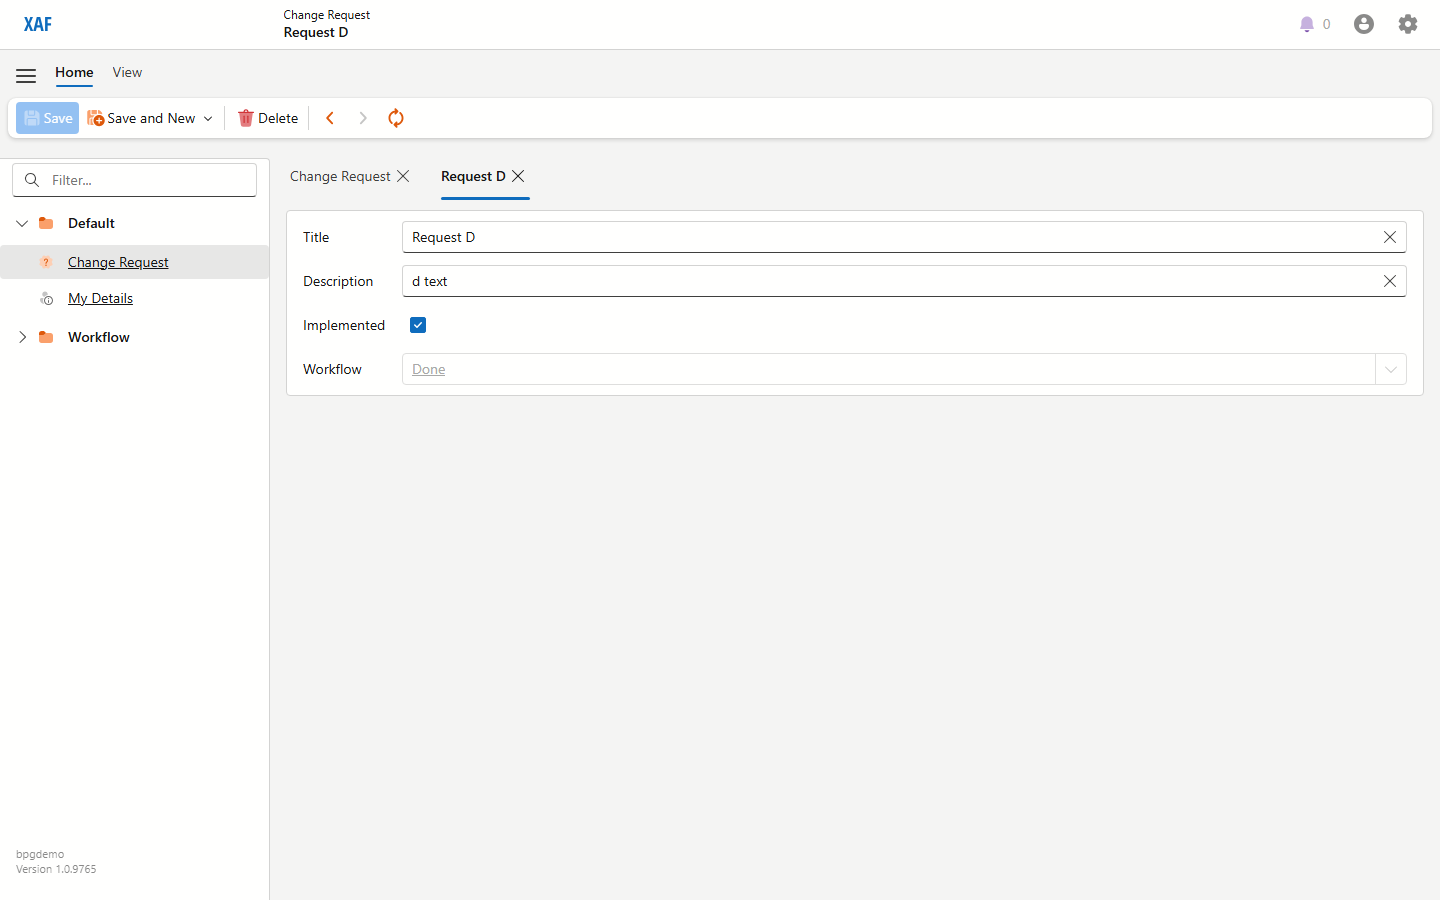 XAF
Change Request
Request D
0
Home
View
Save
Save and New
Delete
Filter...
Default
Change Request
My Details
Workflow
Change Request
Request D
Title
Request D
Description
d text
Implemented
Workflow
Done
bpgdemo
Version 1.0.9765